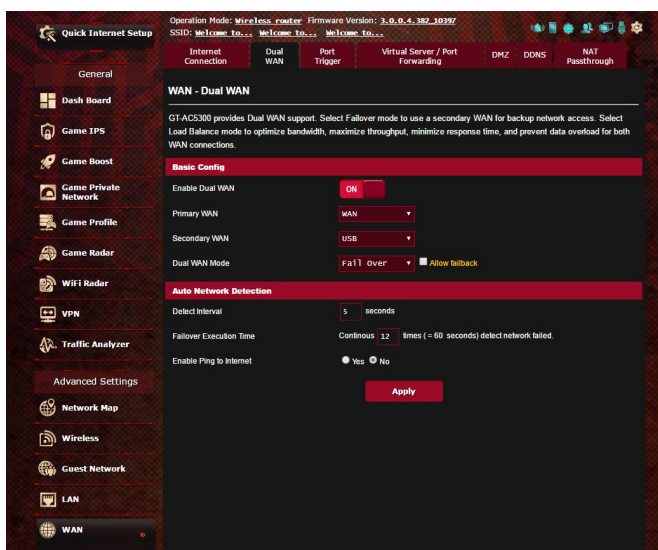 Quick Internet Setup
Operation Mode: Wireless router Firmware Version: 3.0.0.4.382_10397
SSID: Welcome to... Welcome to... Welcome to...
Internet Connection
Dual WAN
Port Trigger
Virtual Server / Port Forwarding
DMZ
DDNS
NAT Passthrough
General
Dash Board
Game IPS
Game Boost
Game Private
Network
Game Profile
Game Radar
WiFi Radar
VPN
Traffic Analyzer
Advanced Settings
Network Map
Wireless
Guest Network
LAN
WAN
WAN - Dual WAN
GT-AC5300 provides Dual WAN support. Select Failover mode to use a secondary WAN for backup network access. Select
Load Balance mode to optimize bandwidth, maximize throughput, minimize response time, and prevent data overload for both
WAN connections.
Basic Config
Enable Dual WAN ON
Primary WAN WAN
Secondary WAN USB
Dual WAN Mode Fail Over Allow failback
Auto Network Detection
Detect Interval 5 seconds
Failover Execution Time Continous 12 times ( = 60 seconds) detect network failed.
Enable Ping to Internet Yes No
Apply